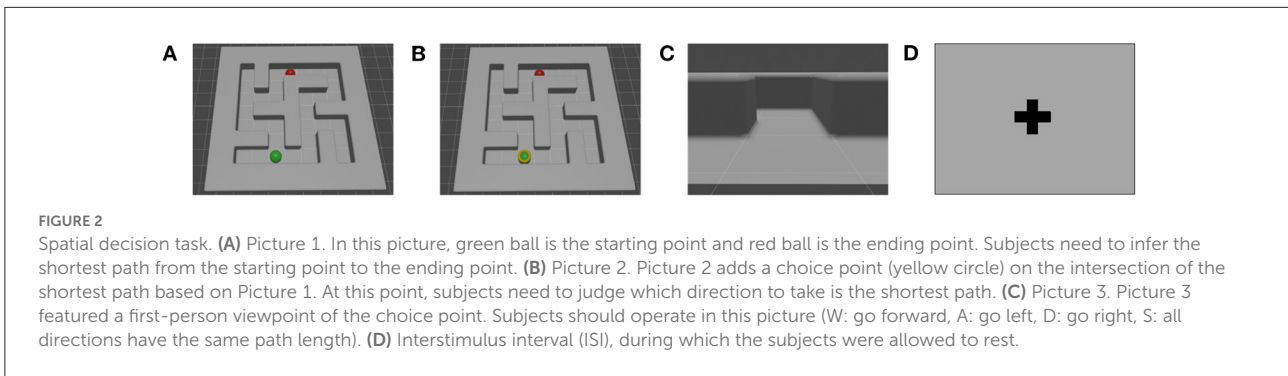 A
B
C
D
FIGURE 2
Spatial decision task. (A) Picture 1. In this picture, green ball is the starting point and red ball is the ending point. Subjects need to infer the
shortest path from the starting point to the ending point. (B) Picture 2. Picture 2 adds a choice point (yellow circle) on the intersection of the
shortest path based on Picture 1. At this point, subjects need to judge which direction to take is the shortest path. (C) Picture 3. Picture 3
featured a first-person viewpoint of the choice point. Subjects should operate in this picture (W: go forward, A: go left, D: go right, S: all
directions have the same path length). (D) Interstimulus interval (ISI), during which the subjects were allowed to rest.